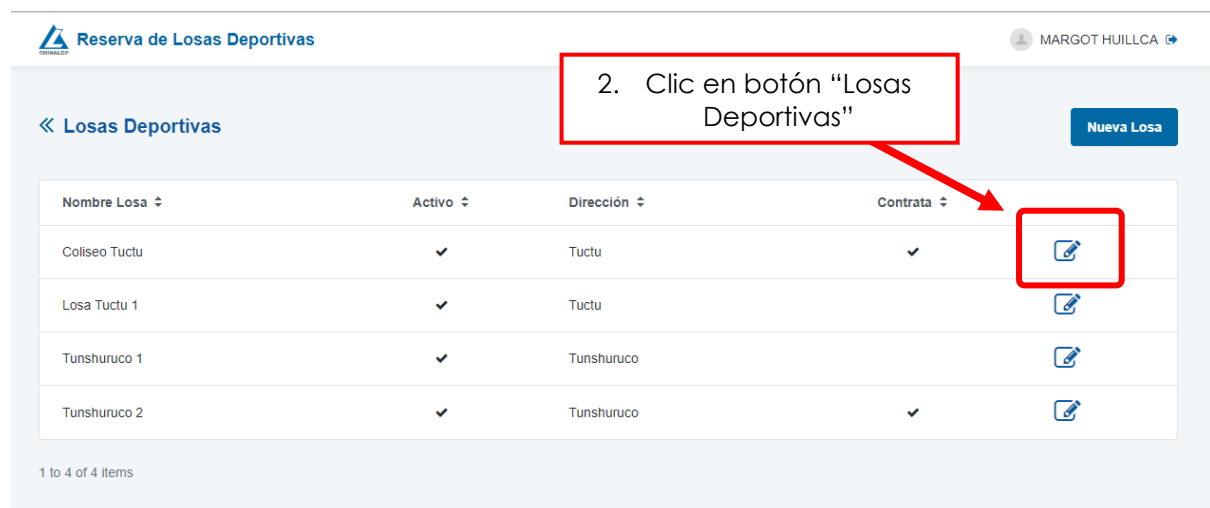 CHINALCO
Reserva de Losas Deportivas
MARGOT HUILLCA
2. Clic en botón “Losas
Deportivas”
Losas Deportivas
Nueva Losa
Nombre Losa Activo Dirección Contrata
Coliseo Tuctu Tuctu
Losa Tuctu 1 Tuctu
Tunshuruco 1 Tunshuruco
Tunshuruco 2 Tunshuruco
1 to 4 of 4 items